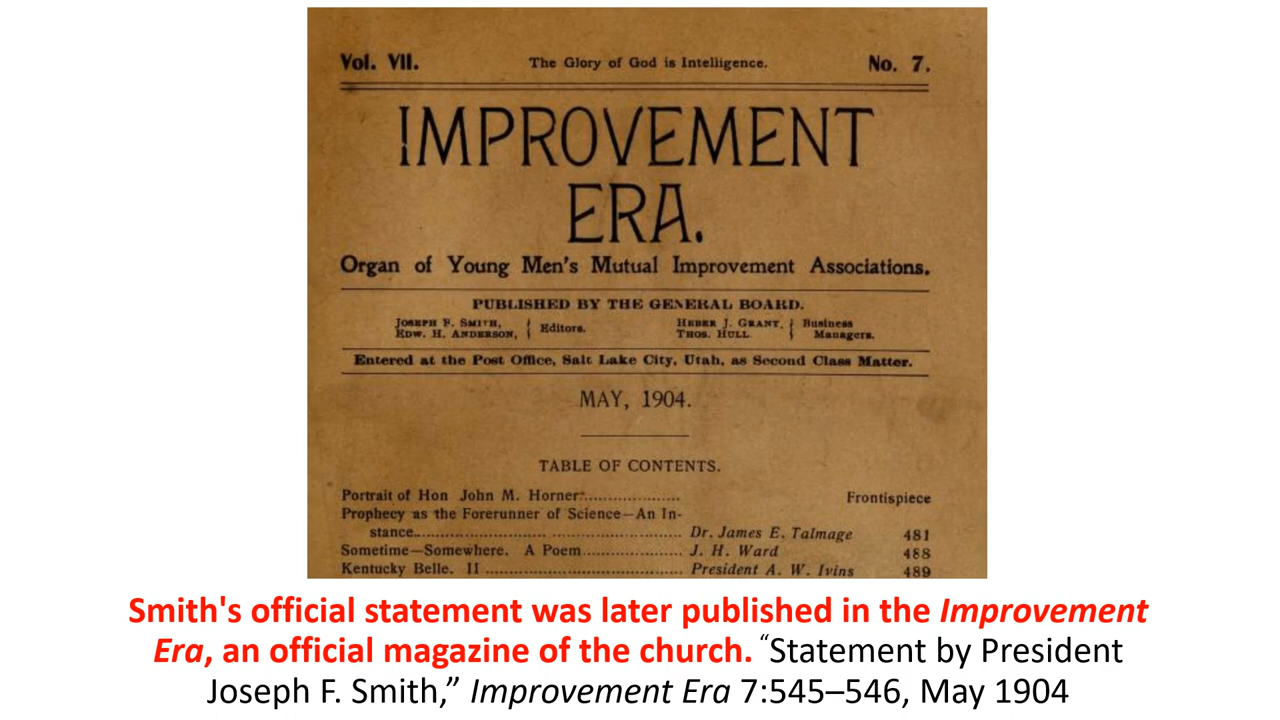 Vol. VII. The Glory of God is Intelligence. No. 7.
IMPROVEMENT
ERA.
Organ of Young Men's Mutual Improvement Associations.
PUBLISHED BY THE GENERAL BOARD.
JOSEPH F. SMITH, EDW. H. ANDERSON, } Editors. HEBER J. GRANT, THOS. HULL } Business Managers.
Entered at the Post Office, Salt Lake City, Utah, as Second Class Matter.
MAY, 1904.
TABLE OF CONTENTS.
Portrait of Hon John M. Horner..................... Frontispiece
Prophecy as the Forerunner of Science—An In-
stance............................................................ Dr. James E. Talmage 481
Sometime—Somewhere. A Poem..................... J. H. Ward 488
Kentucky Belle. II ........................................... President A. W. Ivins 489
Smith's official statement was later published in the Improvement
Era, an official magazine of the church. “Statement by President
Joseph F. Smith,” Improvement Era 7:545–546, May 1904